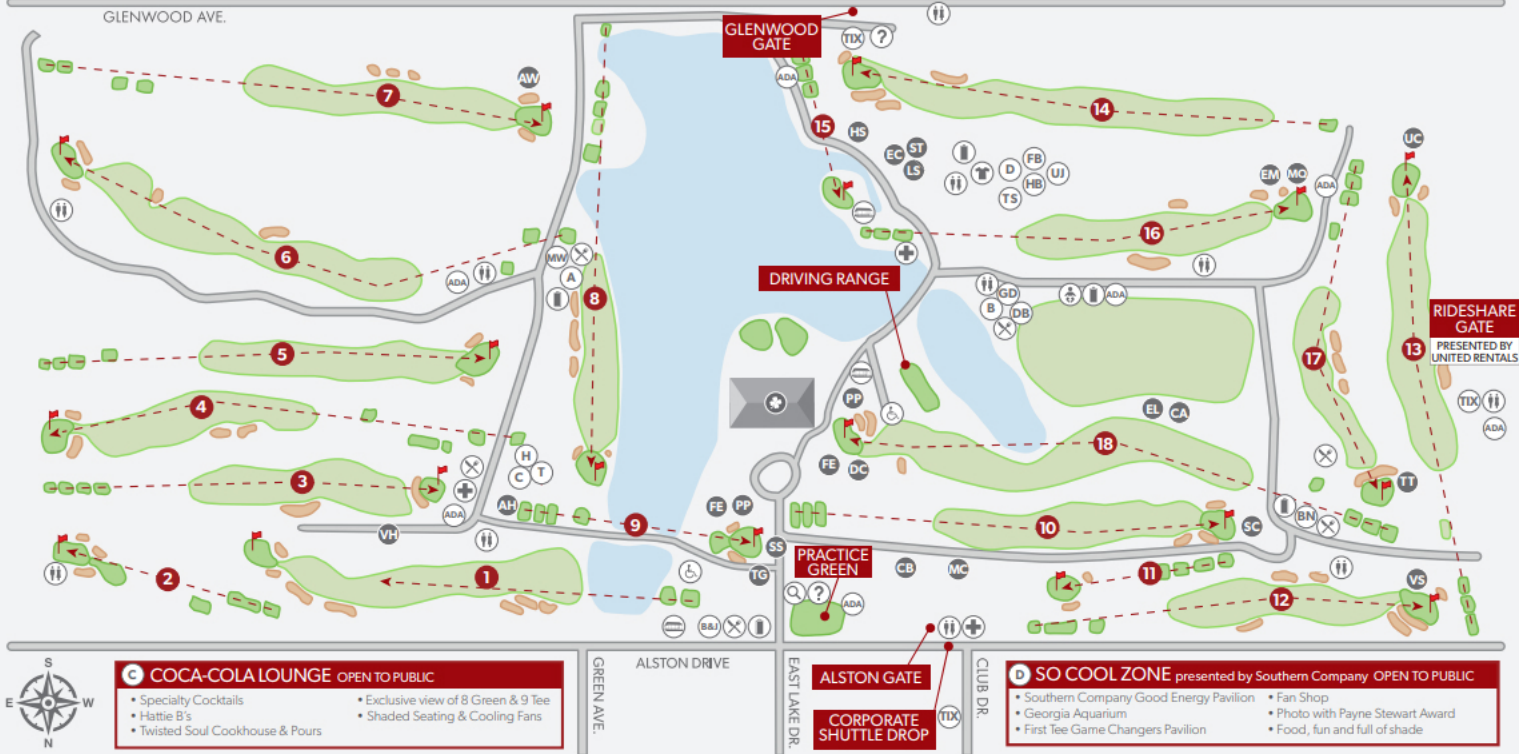 GLENWOOD AVE.
GLENWOOD
GATE
TIX
?
ADA
7
AW
14
15
HS
EC
ST
LS
D
FB
HB
UJ
TS
UC
EM
MO
ADA
16
6
ADA
MW
A
8
DRIVING RANGE
GD
B
DB
ADA
RIDESHARE
GATE
PRESENTED BY
UNITED RENTALS
13
17
5
4
PP
EL
CA
TIX
ADA
18
H
C
T
FE
DC
3
ADA
TT
AH
VH
9
FE
PP
SS
TG
10
SC
BN
2
1
PRACTICE
GREEN
?
ADA
CB
MC
11
12
VS
B&J
S
E
W
N
C COCA-COLA LOUNGE OPEN TO PUBLIC
• Specialty Cocktails
• Hattie B's
• Twisted Soul Cookhouse & Pours
• Exclusive view of 8 Green & 9 Tee
• Shaded Seating & Cooling Fans
GREEN AVE.
ALSTON DRIVE
EAST LAKE DR.
ALSTON GATE
CORPORATE
SHUTTLE DROP
TIX
CLUB DR.
D SO COOL ZONE presented by Southern Company OPEN TO PUBLIC
• Southern Company Good Energy Pavilion
• Georgia Aquarium
• First Tee Game Changers Pavilion
• Fan Shop
• Photo with Payne Stewart Award
• Food, fun and full of shade